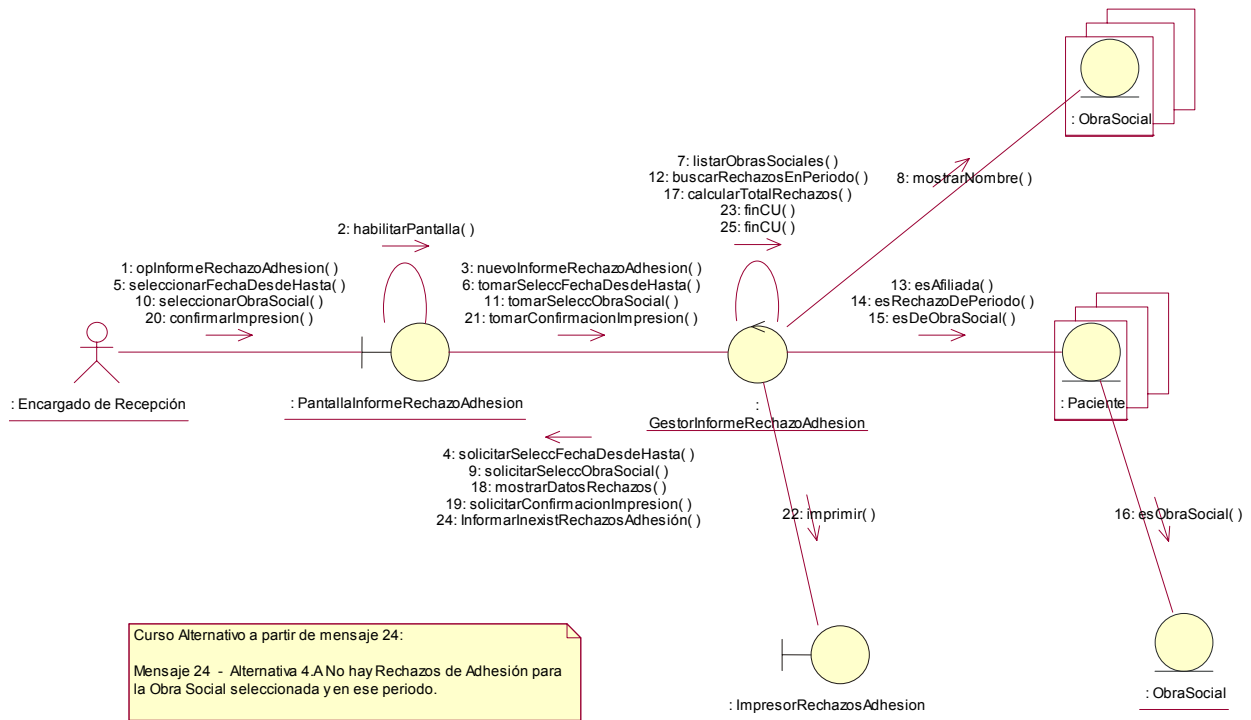 : ObraSocial
7: listarObrasSociales( )
12: buscarRechazosEnPeriodo( )
17: calcularTotalRechazos( )
23: finCU( )
25: finCU( )
8: mostrarNombre( )
2: habilitarPantalla( )
1: opInformeRechazoAdhesion( )
5: seleccionarFechaDesdeHasta( )
10: seleccionarObraSocial( )
20: confirmarImpresion( )
3: nuevoInformeRechazoAdhesion( )
6: tomarSeleccFechaDesdeHasta( )
11: tomarSeleccObraSocial( )
21: tomarConfirmacionImpresion( )
13: esAfiliada( )
14: esRechazoDePeriodo( )
15: esDeObraSocial( )
: Encargado de Recepción
: PantallaInformeRechazoAdhesion
:
GestorInformeRechazoAdhesion
: Paciente
4: solicitarSeleccFechaDesdeHasta( )
9: solicitarSeleccObraSocial( )
18: mostrarDatosRechazos( )
19: solicitarConfirmacionImpresion( )
24: InformarInexistRechazosAdhesión( )
22: imprimir( )
16: esObraSocial( )
Curso Alternativo a partir de mensaje 24:
Mensaje 24 - Alternativa 4.A No hay Rechazos de Adhesión para
la Obra Social seleccionada y en ese periodo.
: ImpresorRechazosAdhesion
: ObraSocial